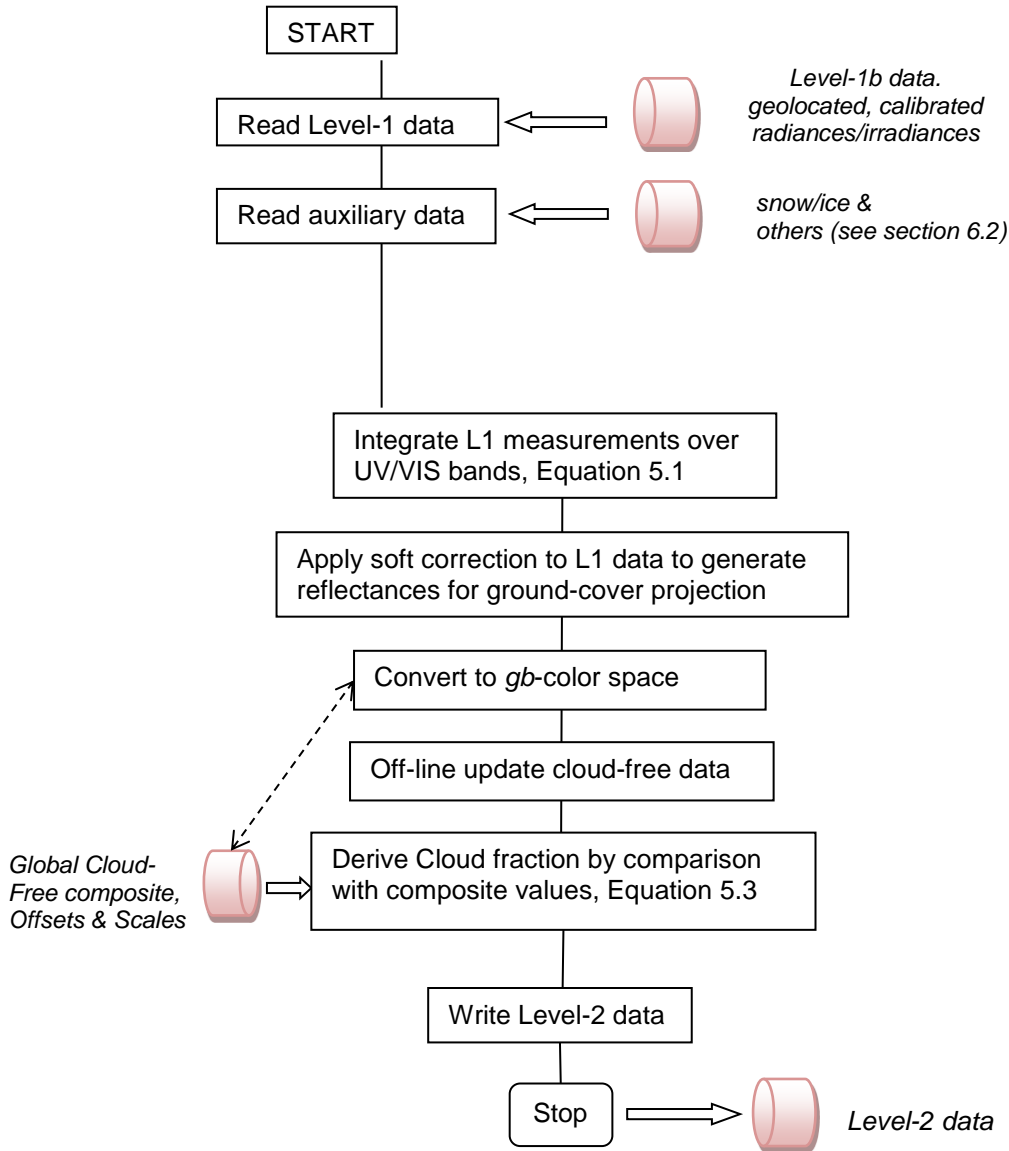 START
Read Level-1 data
Level-1b data.
geolocated, calibrated
radiances/irradiances
Read auxiliary data
snow/ice &
others (see section 6.2)
Integrate L1 measurements over
UV/VIS bands, Equation 5.1
Apply soft correction to L1 data to generate
reflectances for ground-cover projection
Convert to gb-color space
Off-line update cloud-free data
Global Cloud-
Free composite,
Offsets & Scales
Derive Cloud fraction by comparison
with composite values, Equation 5.3
Write Level-2 data
Stop
Level-2 data